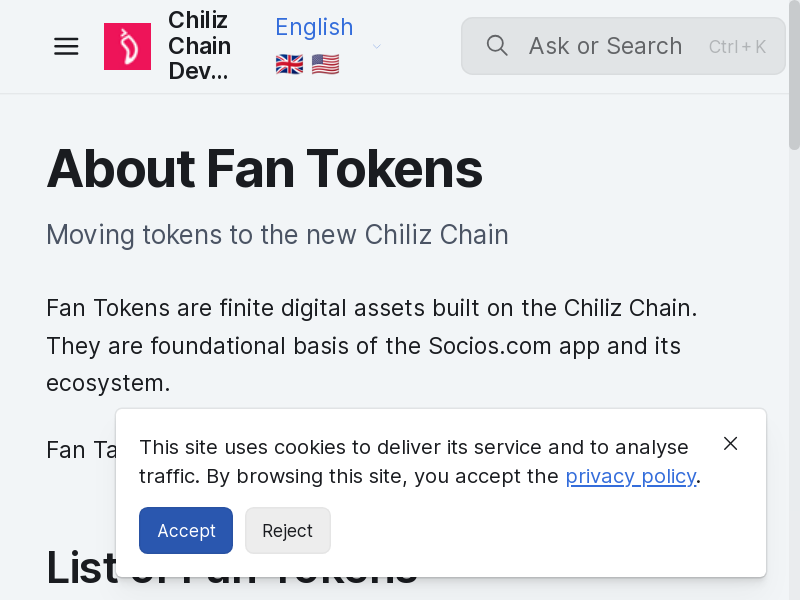 Chiliz
Chain
Dev...
English
Ask or Search
Ctrl + K
About Fan Tokens
Moving tokens to the new Chiliz Chain
Fan Tokens are finite digital assets built on the Chiliz Chain.
They are foundational basis of the Socios.com app and its
ecosystem.
Fan
This site uses cookies to deliver its service and to analyse
traffic. By browsing this site, you accept the privacy policy.
Accept
Reject
List of Fan Tokens